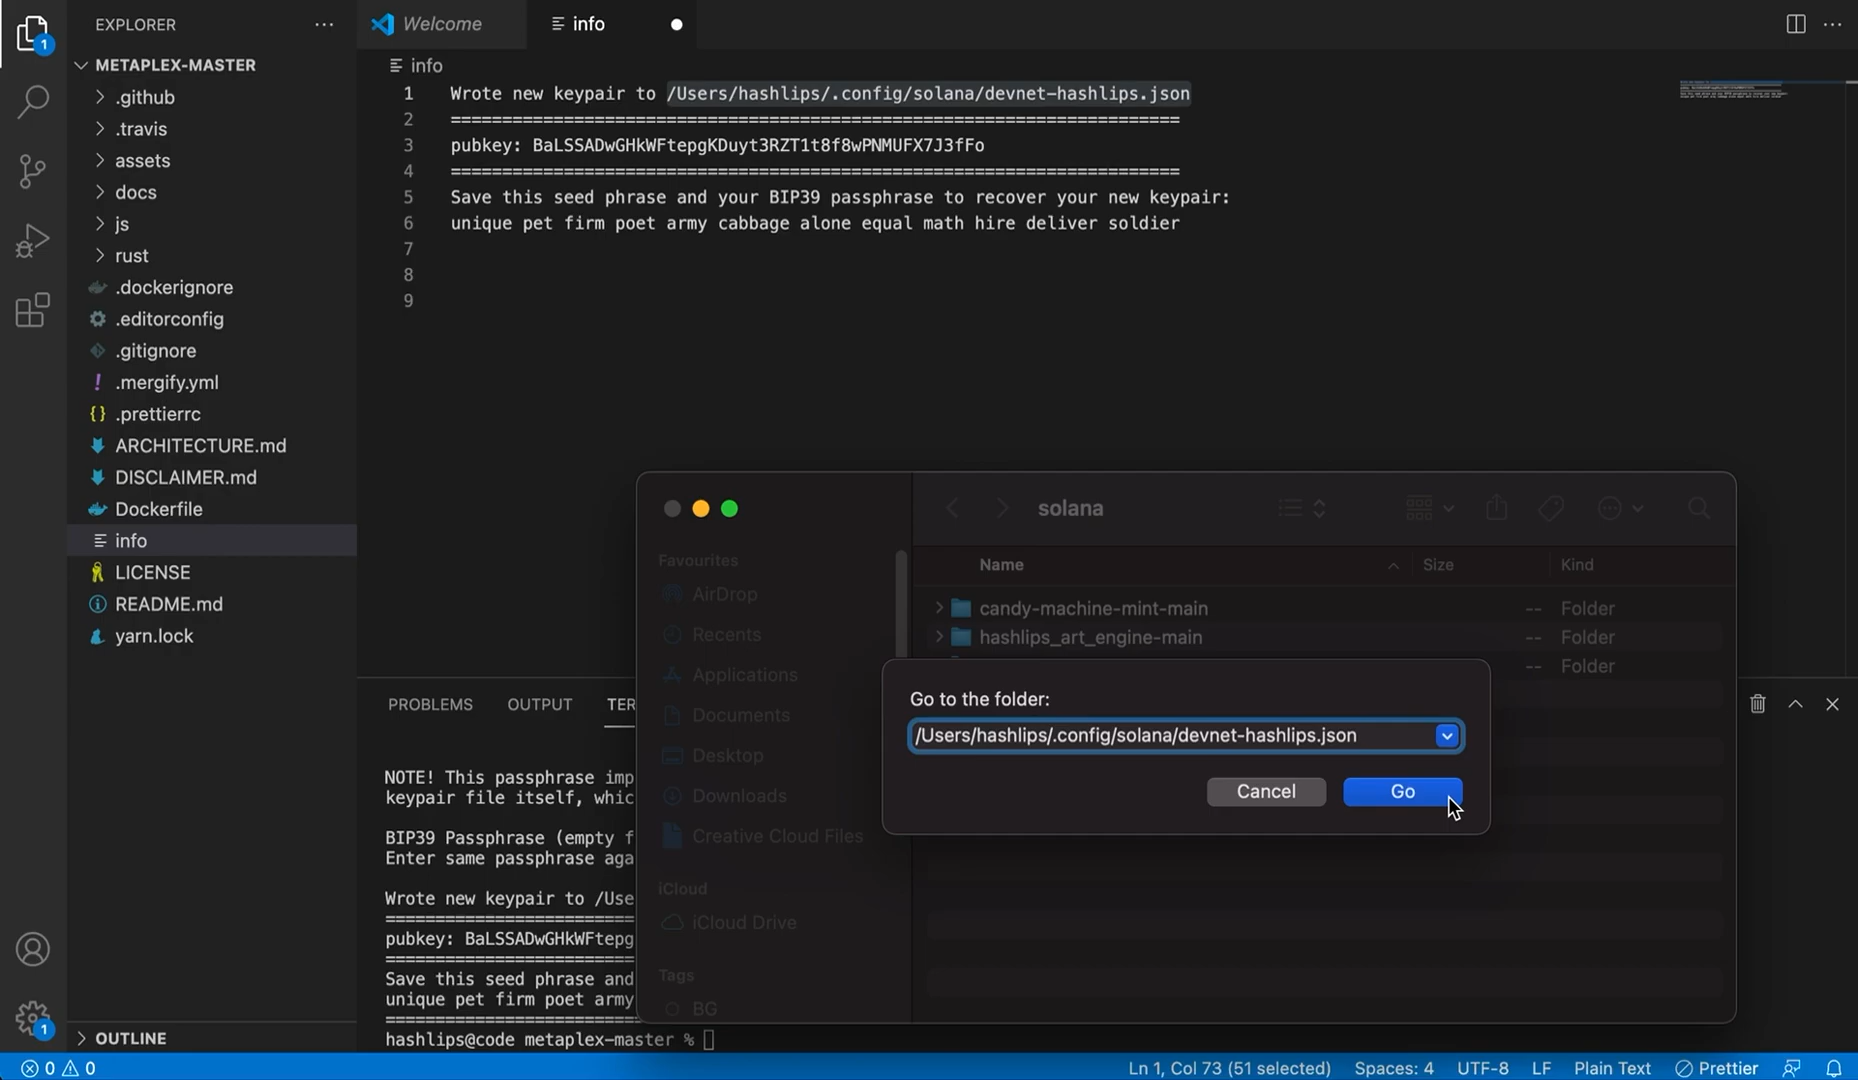 EXPLORER
METAPLEX-MASTER
.github
.travis
assets
docs
js
rust
.dockerignore
.editorconfig
.gitignore
.mergify.yml
.prettierrc
ARCHITECTURE.md
DISCLAIMER.md
Dockerfile
info
LICENSE
README.md
yarn.lock
OUTLINE
Welcome
info
info
1 Wrote new keypair to /Users/hashlips/.config/solana/devnet-hashlips.json
2 =======================================================================
3 pubkey: BaLSSADwGHkWFtepgKDuyt3RZT1t8f8wPNMUFX7J3fFo
4 =======================================================================
5 Save this seed phrase and your BIP39 passphrase to recover your new keypair:
6 unique pet firm poet army cabbage alone equal math hire deliver soldier
7
8
9
PROBLEMS OUTPUT TER
NOTE! This passphrase imp
keypair file itself, whic
BIP39 Passphrase (empty f
Enter same passphrase aga
Wrote new keypair to /Use
=========================
pubkey: BaLSSADwGHkWFtepg
=========================
Save this seed phrase and
unique pet firm poet army
=========================
hashlips@code metaplex-master %
solana
Favourites
AirDrop
Recents
Applications
Documents
Desktop
Downloads
Creative Cloud Files
iCloud
iCloud Drive
Tags
BG
Name Size Kind
candy-machine-mint-main -- Folder
hashlips_art_engine-main -- Folder
-- Folder
Go to the folder:
/Users/hashlips/.config/solana/devnet-hashlips.json
Cancel Go
1
1
0 0
Ln 1, Col 73 (51 selected) Spaces: 4 UTF-8 LF Plain Text Prettier